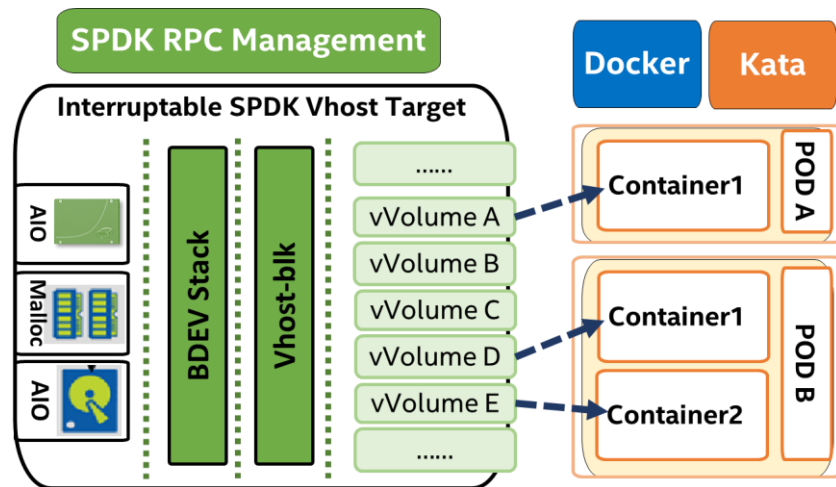 SPDK RPC Management
Docker
Kata
Interruptable SPDK Vhost Target
AIO
Malloc
AIO
BDEV Stack
Vhost-blk
......
vVolume A
vVolume B
vVolume C
vVolume D
vVolume E
......
Container1
POD A
Container1
Container2
POD B